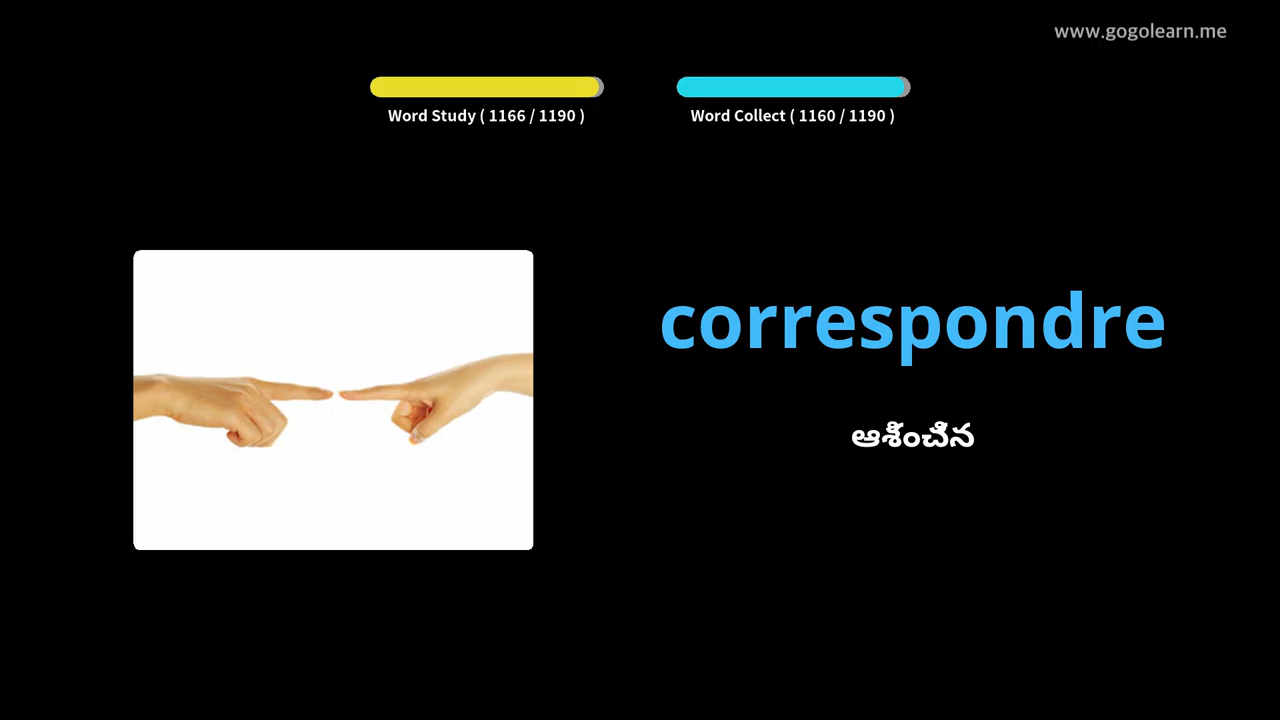 www.gogolearn.me
Word Study ( 1166 / 1190 )
Word Collect ( 1160 / 1190 )
correspondre
ఆశించిన